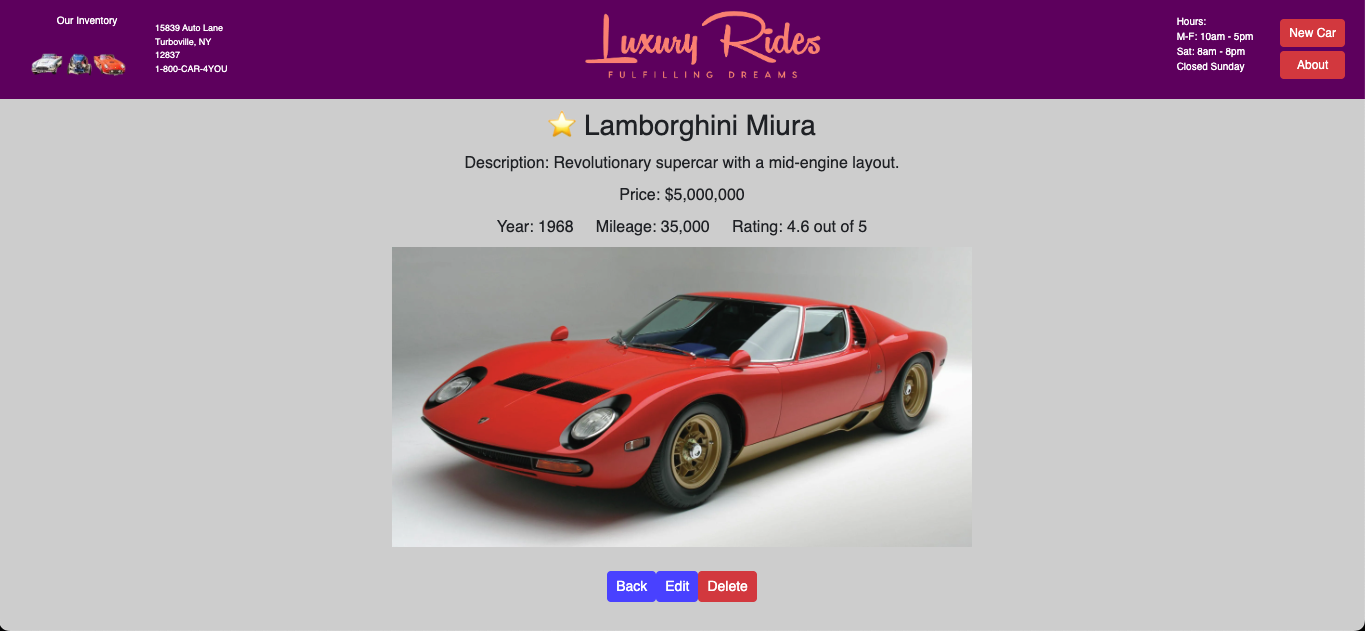 Our Inventory
15839 Auto Lane
Turboville, NY
12837
1-800-CAR-4YOU
Luxury Rides
FULFILLING DREAMS
Hours:
M-F: 10am - 5pm
Sat: 8am - 8pm
Closed Sunday
New Car
About
⭐ Lamborghini Miura
Description: Revolutionary supercar with a mid-engine layout.
Price: $5,000,000
Year: 1968 Mileage: 35,000 Rating: 4.6 out of 5
Back Edit Delete